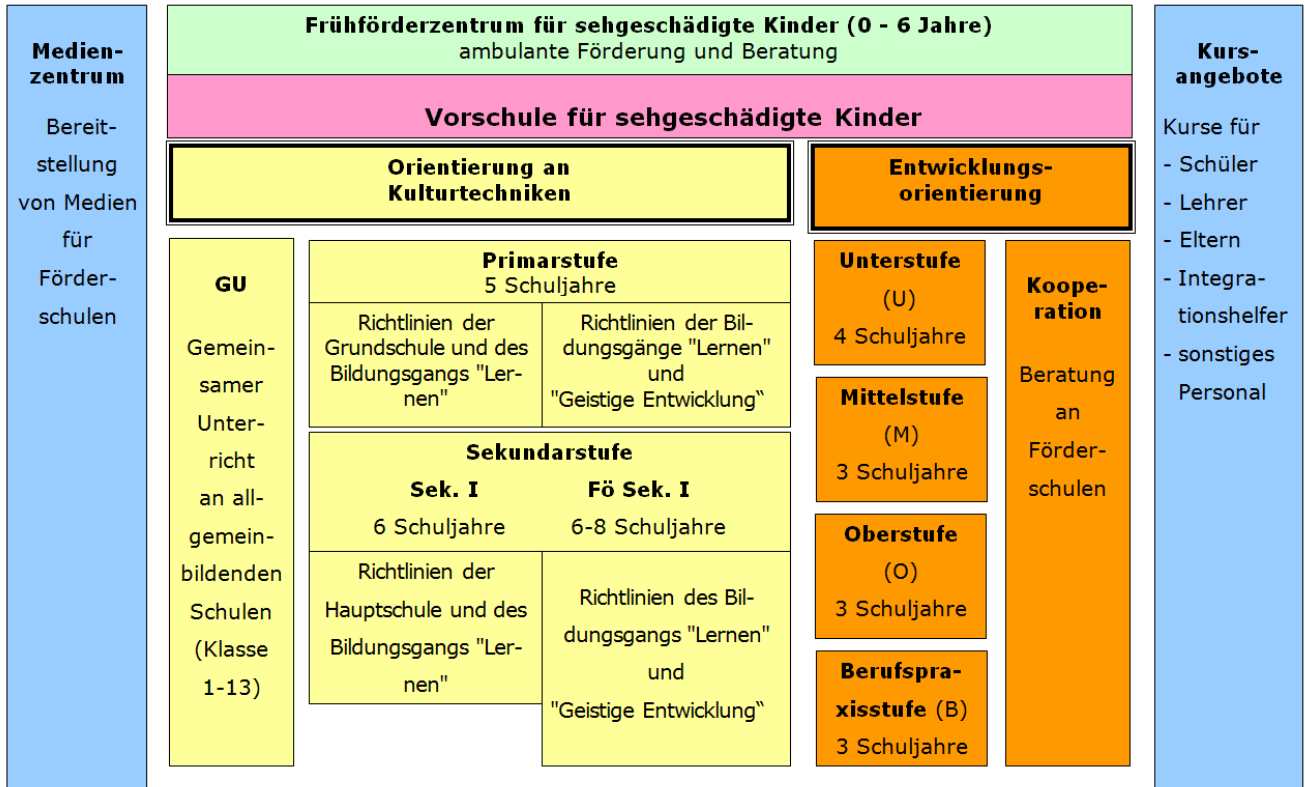 Medien-
zentrum
Bereit-
stellung
von Medien
für
Förder-
schulen
Frühförderzentrum für sehgeschädigte Kinder (0 - 6 Jahre)
ambulante Förderung und Beratung
Vorschule für sehgeschädigte Kinder
Orientierung an
Kulturtechniken
GU
Gemein-
samer
Unter-
richt
an all-
gemein-
bildenden
Schulen
(Klasse
1-13)
Primarstufe
5 Schuljahre
Richtlinien der
Grundschule und des
Bildungsgangs "Ler-
nen"
Richtlinien der Bil-
dungsgänge "Lernen"
und
"Geistige Entwicklung“
Sekundarstufe
Sek. I
6 Schuljahre
Fö Sek. I
6-8 Schuljahre
Richtlinien der
Hauptschule und des
Bildungsgangs "Ler-
nen"
Richtlinien des Bil-
dungsgangs "Lernen"
und
"Geistige Entwicklung“
Entwicklungs-
orientierung
Unterstufe
(U)
4 Schuljahre
Mittelstufe
(M)
3 Schuljahre
Oberstufe
(O)
3 Schuljahre
Berufspra-
xisstufe (B)
3 Schuljahre
Koope-
ration
Beratung
an
Förder-
schulen
Kurs-
angebote
Kurse für
- Schüler
- Lehrer
- Eltern
- Integra-
tionshelfer
- sonstiges
Personal